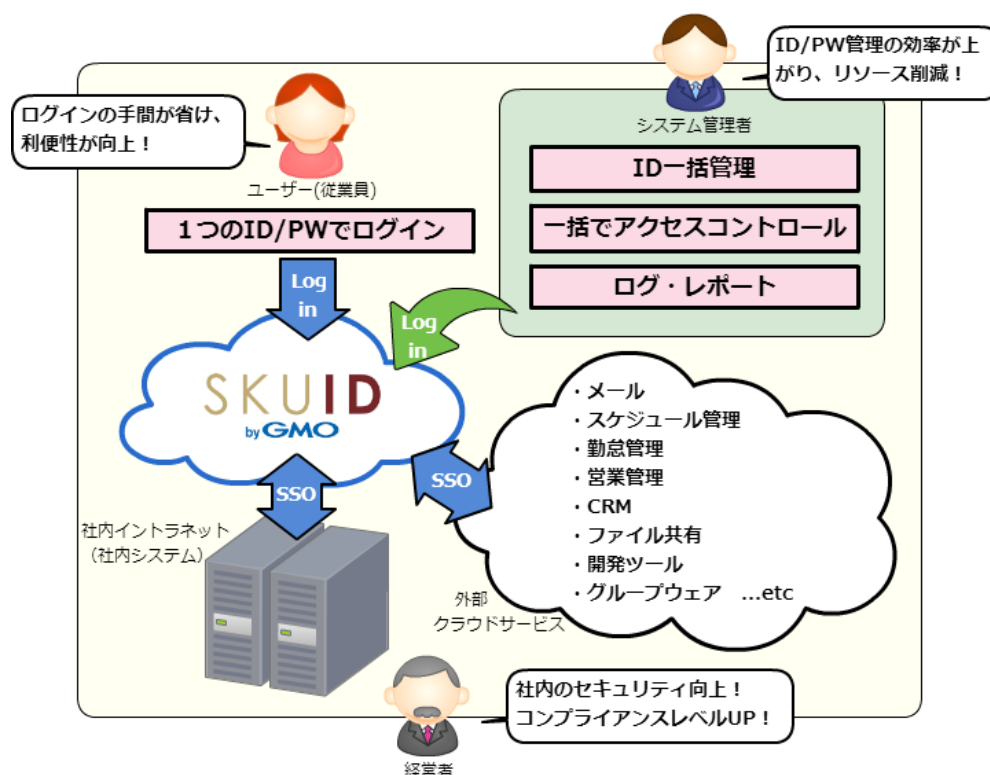 ID/PW管理の効率が上
がり、リソース削減！
システム管理者
ログインの手間が省け、
利便性が向上！
ユーザー(従業員)
ID一括管理
１つのID/PWでログイン
一括でアクセスコントロール
ログ・レポート
Log
in
Log
in
SKUID
by GMO
・メール
・スケジュール管理
・勤怠管理
・営業管理
・CRM
・ファイル共有
・開発ツール
・グループウェア　…etc
SSO
SSO
社内イントラネット
（社内システム）
外部
クラウドサービス
社内のセキュリティ向上！
コンプライアンスレベルUP！
経営者